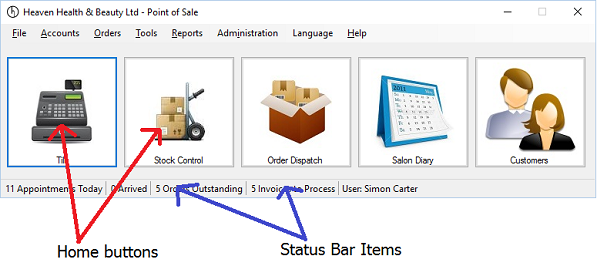 Heaven Health & Beauty Ltd - Point of Sale
File Accounts Orders Tools Reports Administration Language Help
Till Stock Control Order Dispatch Salon Diary Customers
11 Appointments Today 0 Arrived 5 Orders Outstanding 5 Invoices to Process User: Simon Carter
Home buttons Status Bar Items